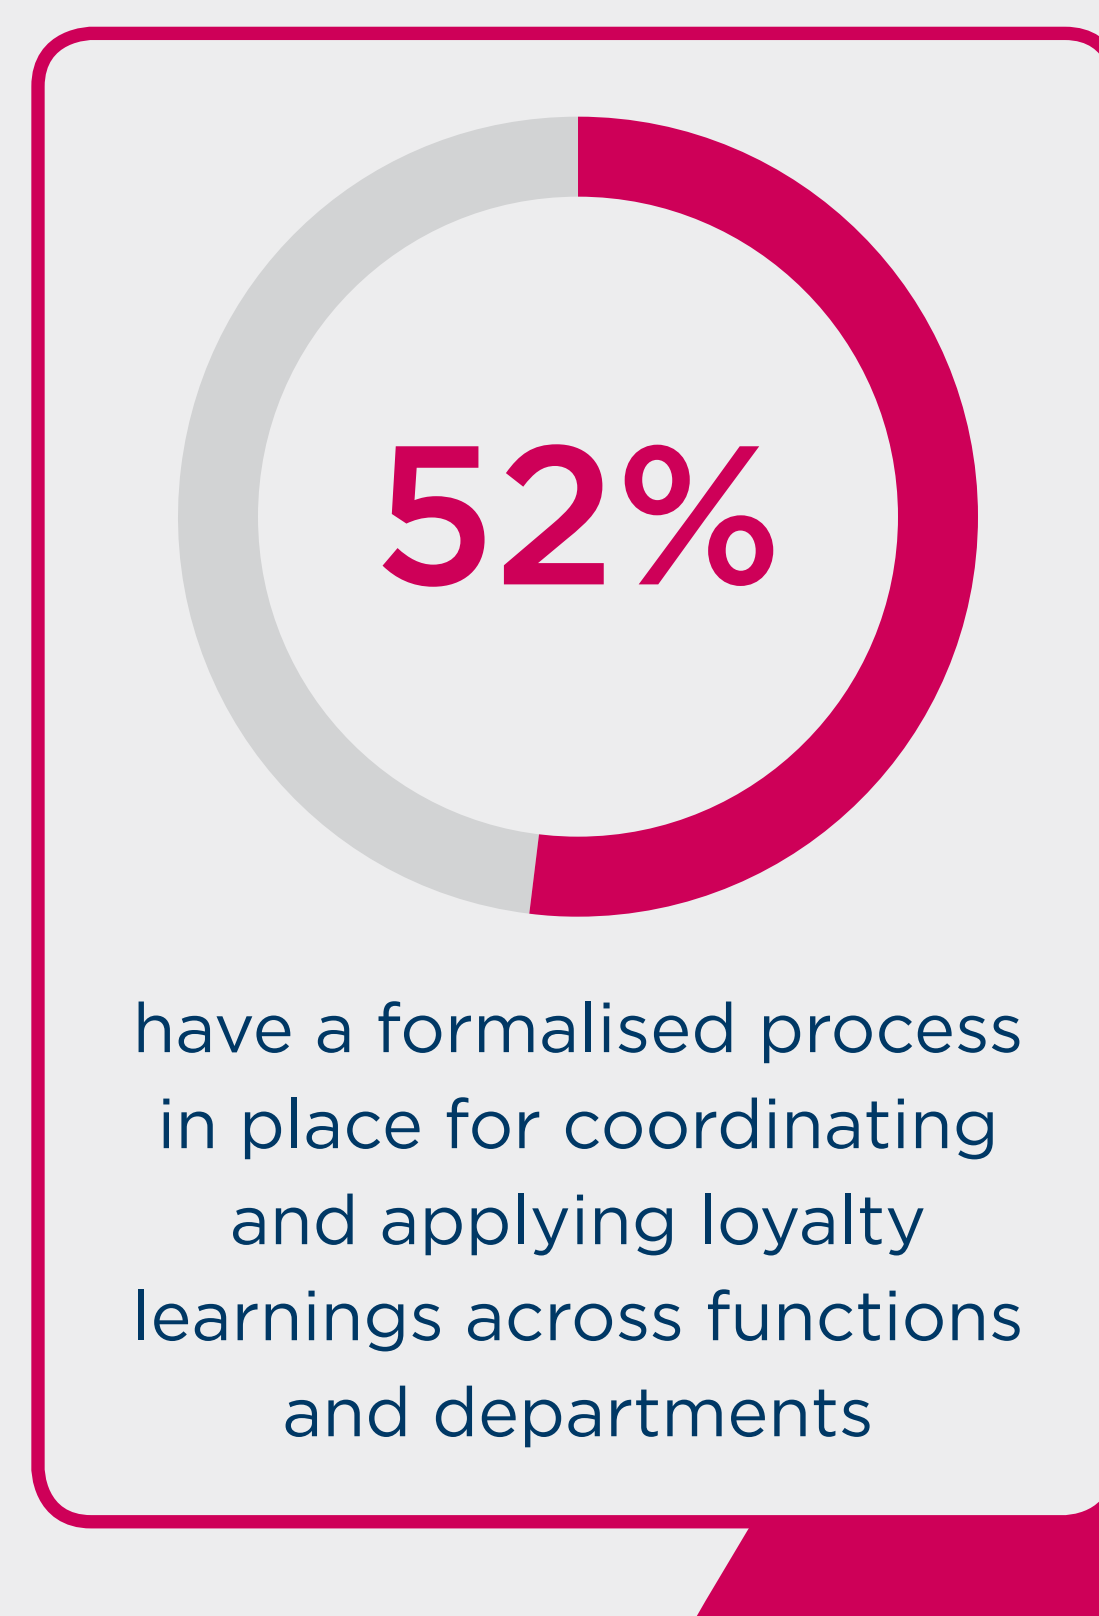 52%
have a formalised process
in place for coordinating
and applying loyalty
learnings across functions
and departments